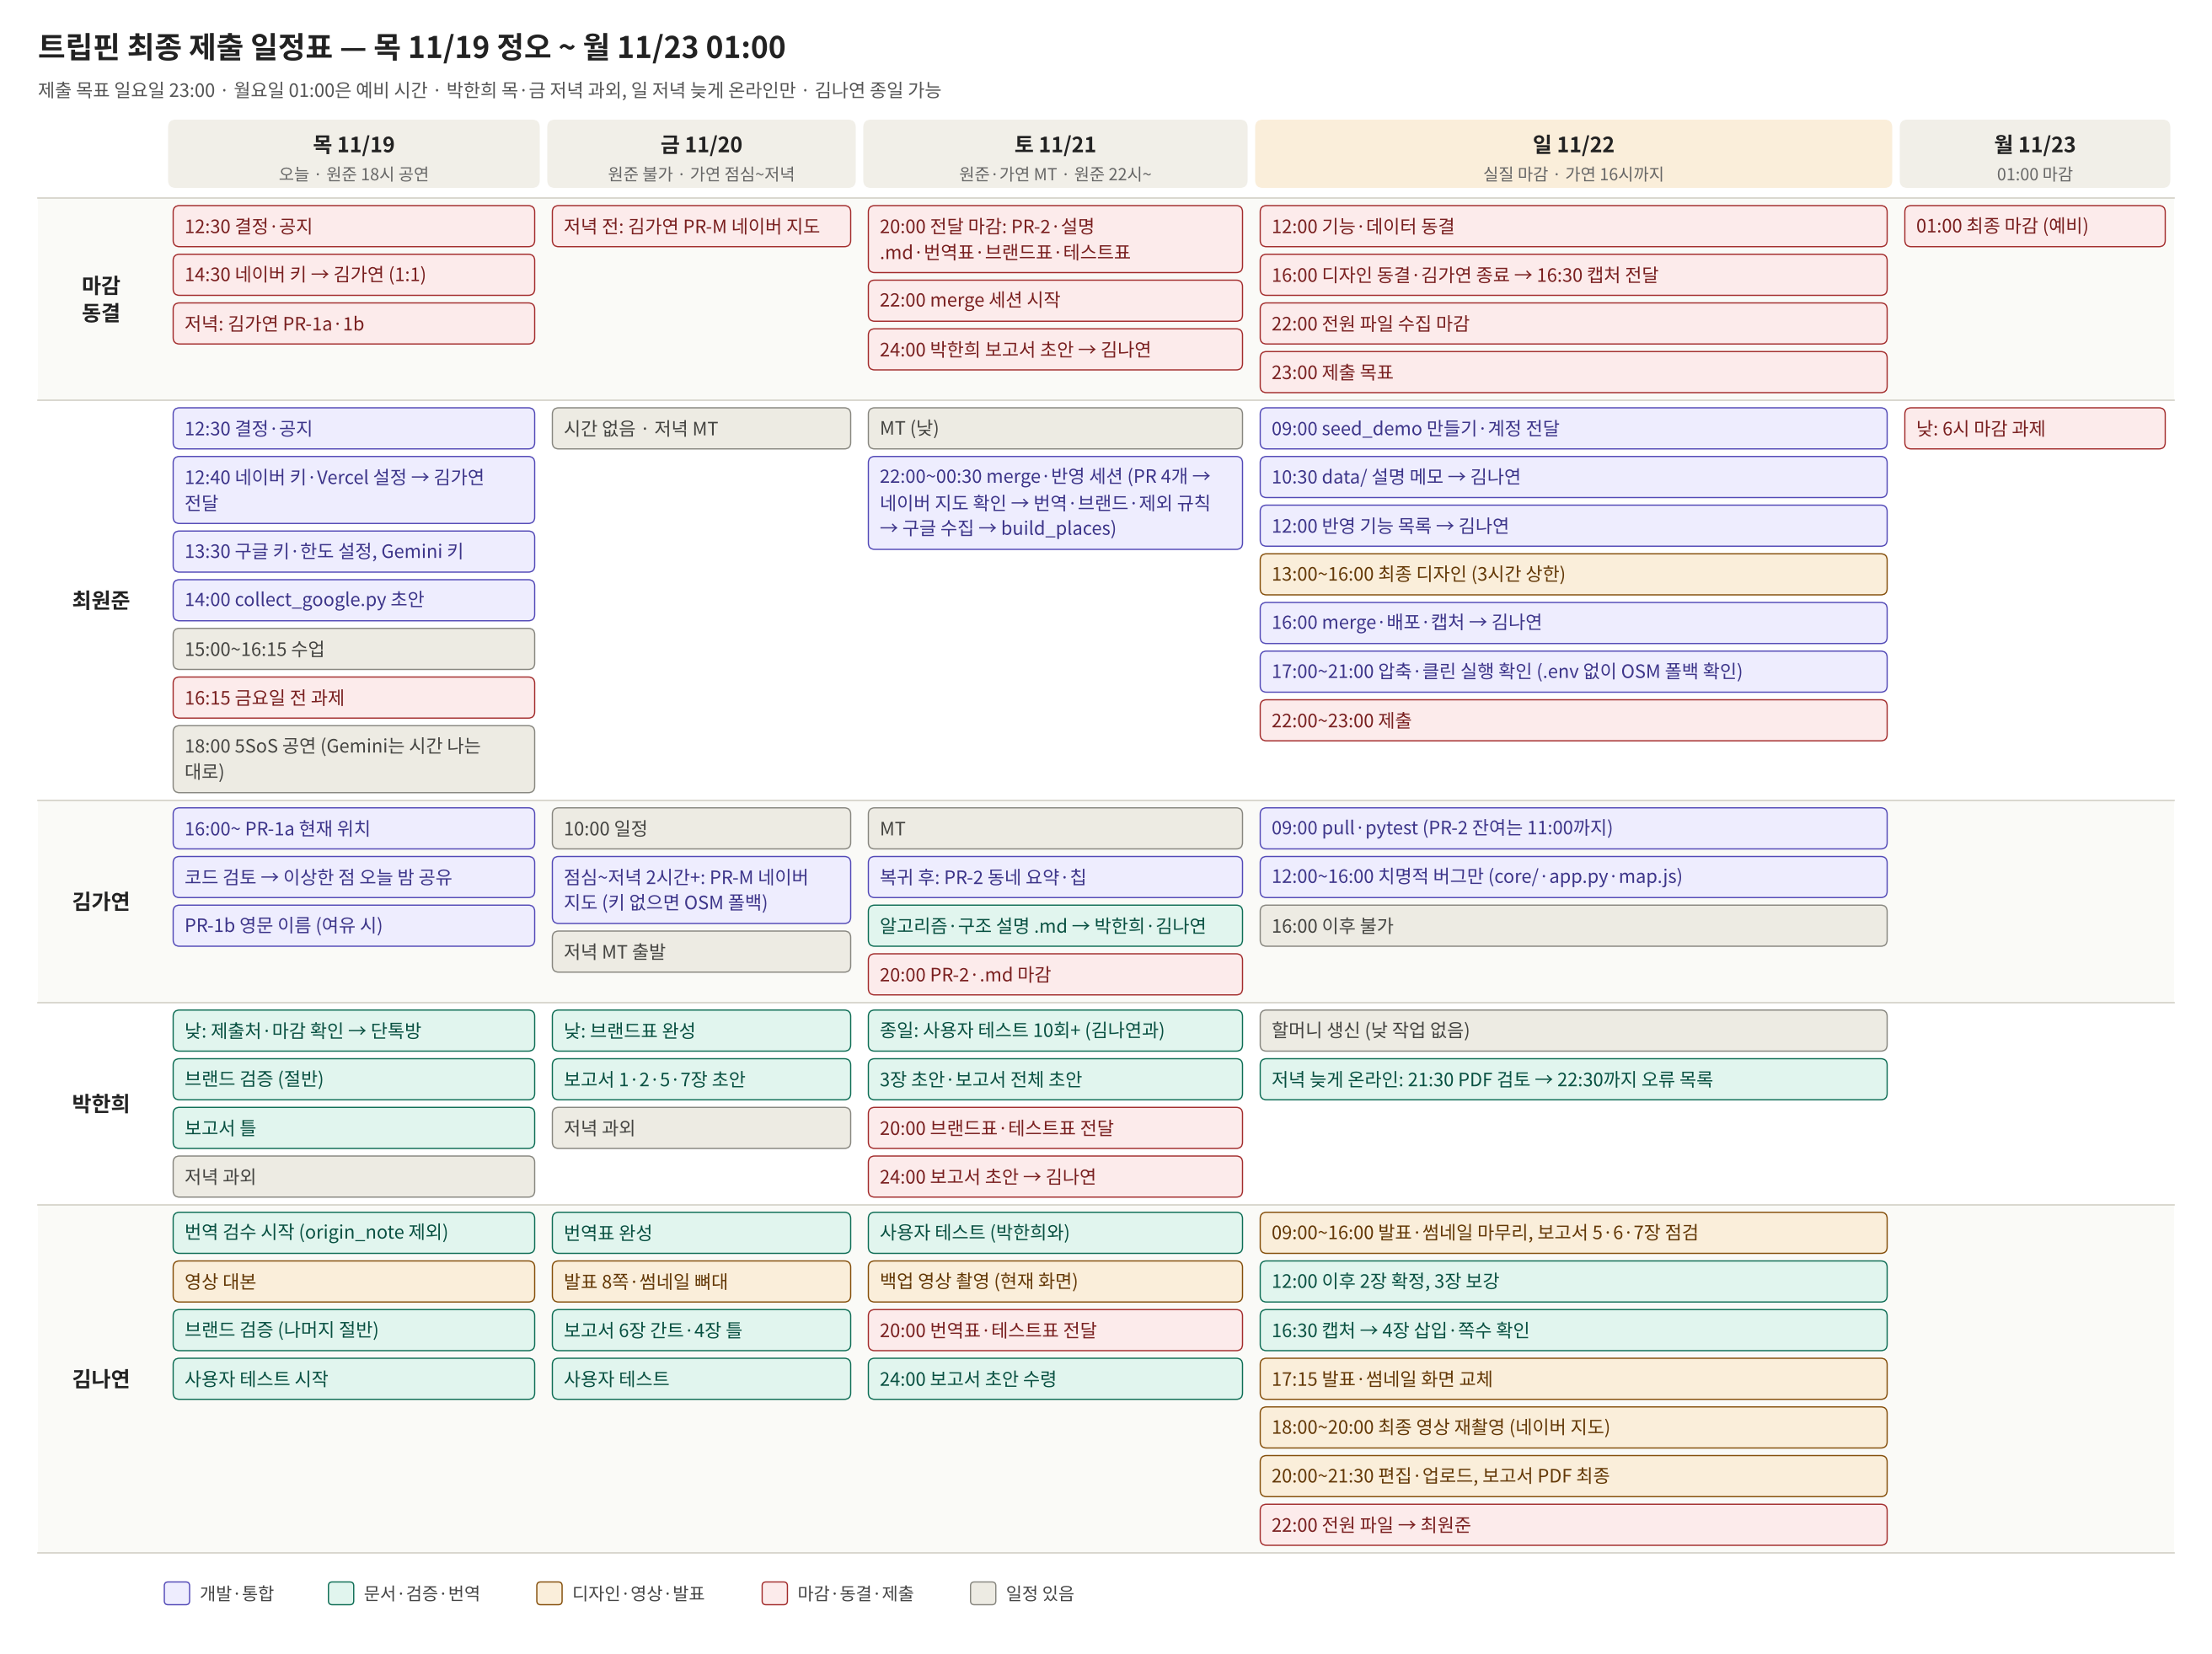 트립핀 최종 제출 일정표 — 목 11/19 정오 ~ 월 11/23 01:00
제출 목표 일요일 23:00 · 월요일 01:00은 예비 시간 · 박한희 목·금 저녁 과외, 일 저녁 늦게 온라인만 · 김나연 종일 가능
목 11/19
오늘 · 원준 18시 공연
금 11/20
원준 불가 · 가연 점심~저녁
토 11/21
원준·가연 MT · 원준 22시~
일 11/22
실질 마감 · 가연 16시까지
월 11/23
01:00 마감
마감
동결
12:30 결정·공지
14:30 네이버 키 → 김가연 (1:1)
저녁: 김가연 PR-1a·1b
저녁 전: 김가연 PR-M 네이버 지도
20:00 전달 마감: PR-2·설명
.md·번역표·브랜드표·테스트표
22:00 merge 세션 시작
24:00 박한희 보고서 초안 → 김나연
12:00 기능·데이터 동결
16:00 디자인 동결·김가연 종료 → 16:30 캡처 전달
22:00 전원 파일 수집 마감
23:00 제출 목표
01:00 최종 마감 (예비)
최원준
12:30 결정·공지
12:40 네이버 키·Vercel 설정 → 김가연
전달
13:30 구글 키·한도 설정, Gemini 키
14:00 collect_google.py 초안
15:00~16:15 수업
16:15 금요일 전 과제
18:00 5SoS 공연 (Gemini는 시간 나는
대로)
시간 없음 · 저녁 MT
MT (낮)
22:00~00:30 merge·반영 세션 (PR 4개 →
네이버 지도 확인 → 번역·브랜드·제외 규칙
→ 구글 수집 → build_places)
09:00 seed_demo 만들기·계정 전달
10:30 data/ 설명 메모 → 김나연
12:00 반영 기능 목록 → 김나연
13:00~16:00 최종 디자인 (3시간 상한)
16:00 merge·배포·캡처 → 김나연
17:00~21:00 압축·클린 실행 확인 (.env 없이 OSM 폴백 확인)
22:00~23:00 제출
낮: 6시 마감 과제
김가연
16:00~ PR-1a 현재 위치
코드 검토 → 이상한 점 오늘 밤 공유
PR-1b 영문 이름 (여유 시)
10:00 일정
점심~저녁 2시간+: PR-M 네이버
지도 (키 없으면 OSM 폴백)
저녁 MT 출발
MT
복귀 후: PR-2 동네 요약·칩
알고리즘·구조 설명 .md → 박한희·김나연
20:00 PR-2·.md 마감
09:00 pull·pytest (PR-2 잔여는 11:00까지)
12:00~16:00 치명적 버그만 (core/·app.py·map.js)
16:00 이후 불가
박한희
낮: 제출처·마감 확인 → 단톡방
브랜드 검증 (절반)
보고서 틀
저녁 과외
낮: 브랜드표 완성
보고서 1·2·5·7장 초안
저녁 과외
종일: 사용자 테스트 10회+ (김나연과)
3장 초안·보고서 전체 초안
20:00 브랜드표·테스트표 전달
24:00 보고서 초안 → 김나연
할머니 생신 (낮 작업 없음)
저녁 늦게 온라인: 21:30 PDF 검토 → 22:30까지 오류 목록
김나연
번역 검수 시작 (origin_note 제외)
영상 대본
브랜드 검증 (나머지 절반)
사용자 테스트 시작
번역표 완성
발표 8쪽·썸네일 뼈대
보고서 6장 간트·4장 틀
사용자 테스트
사용자 테스트 (박한희와)
백업 영상 촬영 (현재 화면)
20:00 번역표·테스트표 전달
24:00 보고서 초안 수령
09:00~16:00 발표·썸네일 마무리, 보고서 5·6·7장 점검
12:00 이후 2장 확정, 3장 보강
16:30 캡처 → 4장 삽입·쪽수 확인
17:15 발표·썸네일 화면 교체
18:00~20:00 최종 영상 재촬영 (네이버 지도)
20:00~21:30 편집·업로드, 보고서 PDF 최종
22:00 전원 파일 → 최원준
개발·통합
문서·검증·번역
디자인·영상·발표
마감·동결·제출
일정 있음